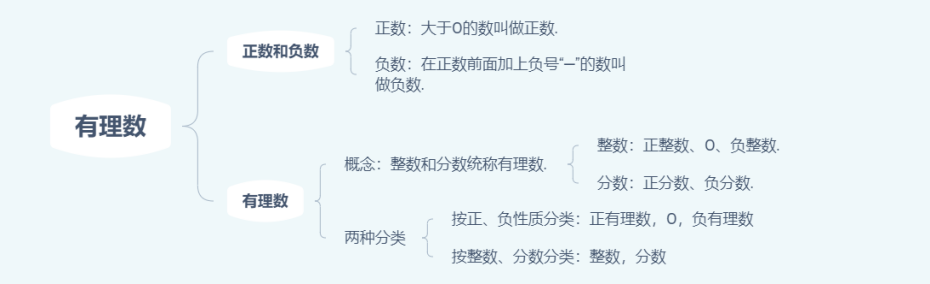 有理数
正数和负数
正数：大于0的数叫做正数.
负数：在正数前面加上负号“—”的数叫
做负数.
有理数
概念：整数和分数统称有理数.
整数：正整数、0、负整数.
分数：正分数、负分数.
两种分类
按正、负性质分类：正有理数，0，负有理数
按整数、分数分类：整数，分数